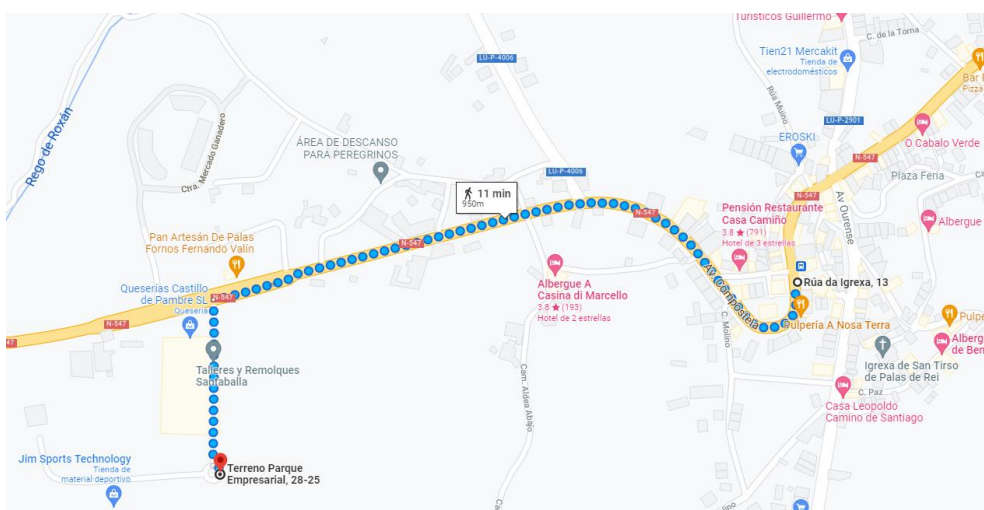 Turísticos Guillermo
C. de la Toma
Tien21 Mercakit
Tienda de
electrodomésticos
LU-P-4006
Rúa Muíño
Bar
Pizza
Rego de Roxán
LU-P-2901
EROSKI
O Cabalo Verde
ÁREA DE DESCANSO
PARA PEREGRINOS
N-547
Plaza Feria
Ctra. Mercado Ganadero
LU-P-4006
11 min
950m
N-547
Av Ourense
Pensión Restaurante
Casa Camiño
3.8 ★ (791)
Hotel de 3 estrellas
N-547
Albergue
Pan Artesán De Palas
Fornos Fernando Valín
N-547
Queserías Castillo
de Pambre SL
Quesería
Albergue A
Casina di Marcello
3.8 ★ (193)
Hotel de 2 estrellas
Av. Compostela
Rúa da Igrexa, 13
N-547
N-547
47
C. Molino
Pulpería A Nosa Terra
Pulpe
Talleres y Remolques
Santaballa
Igrexa de San Tirso
de Palas de Rei
Alberg
de Ben
Cam. Aldea Abajo
C. Paz
Casa Leopoldo
Camino de Santiago
Jim Sports Technology
Tienda de
material deportivo
Terreno Parque
Empresarial, 28-25